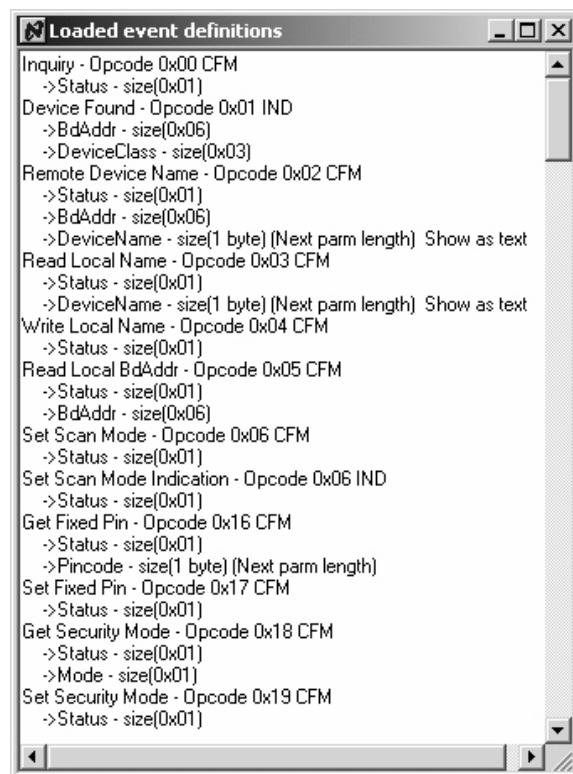 Loaded event definitions
Inquiry - Opcode 0x00 CFM
->Status - size(0x01)
Device Found - Opcode 0x01 IND
->BdAddr - size(0x06)
->DeviceClass - size(0x03)
Remote Device Name - Opcode 0x02 CFM
->Status - size(0x01)
->BdAddr - size(0x06)
->DeviceName - size(1 byte) (Next parm length)  Show as text
Read Local Name - Opcode 0x03 CFM
->Status - size(0x01)
->DeviceName - size(1 byte) (Next parm length)  Show as text
Write Local Name - Opcode 0x04 CFM
->Status - size(0x01)
Read Local BdAddr - Opcode 0x05 CFM
->Status - size(0x01)
->BdAddr - size(0x06)
Set Scan Mode - Opcode 0x06 CFM
->Status - size(0x01)
Set Scan Mode Indication - Opcode 0x06 IND
->Status - size(0x01)
Get Fixed Pin - Opcode 0x16 CFM
->Status - size(0x01)
->Pincode - size(1 byte) (Next parm length)
Set Fixed Pin - Opcode 0x17 CFM
->Status - size(0x01)
Get Security Mode - Opcode 0x18 CFM
->Status - size(0x01)
->Mode - size(0x01)
Set Security Mode - Opcode 0x19 CFM
->Status - size(0x01)